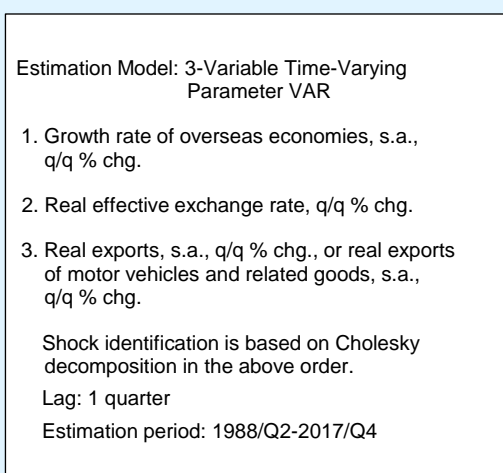 Estimation Model: 3-Variable Time-Varying
Parameter VAR
1. Growth rate of overseas economies, s.a.,
q/q % chg.
2. Real effective exchange rate, q/q % chg.
3. Real exports, s.a., q/q % chg., or real exports
of motor vehicles and related goods, s.a.,
q/q % chg.
Shock identification is based on Cholesky
decomposition in the above order.
Lag: 1 quarter
Estimation period: 1988/Q2-2017/Q4